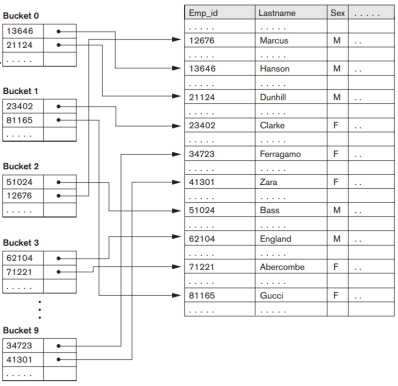 Bucket 0
13646
21124
. . . . .
Bucket 1
23402
81165
. . . . .
Bucket 2
51024
12676
. . . . .
Bucket 3
62104
71221
. . . . .
Bucket 9
34723
41301
. . . . .
Emp_id Lastname Sex . . . . .
. . . . . . . . . .
12676 Marcus M . .
. . . . . . . . . .
13646 Hanson M . .
. . . . . . . . . .
21124 Dunhill M . .
. . . . . . . . . .
23402 Clarke F . .
. . . . . . . . . .
34723 Ferragamo F . .
. . . . . . . . . .
41301 Zara F . .
. . . . . . . . . .
51024 Bass M . .
. . . . . . . . . .
62104 England M . .
. . . . . . . . . .
71221 Abercombe F . .
. . . . . . . . . .
81165 Gucci F . .
. . . . . . . . . .